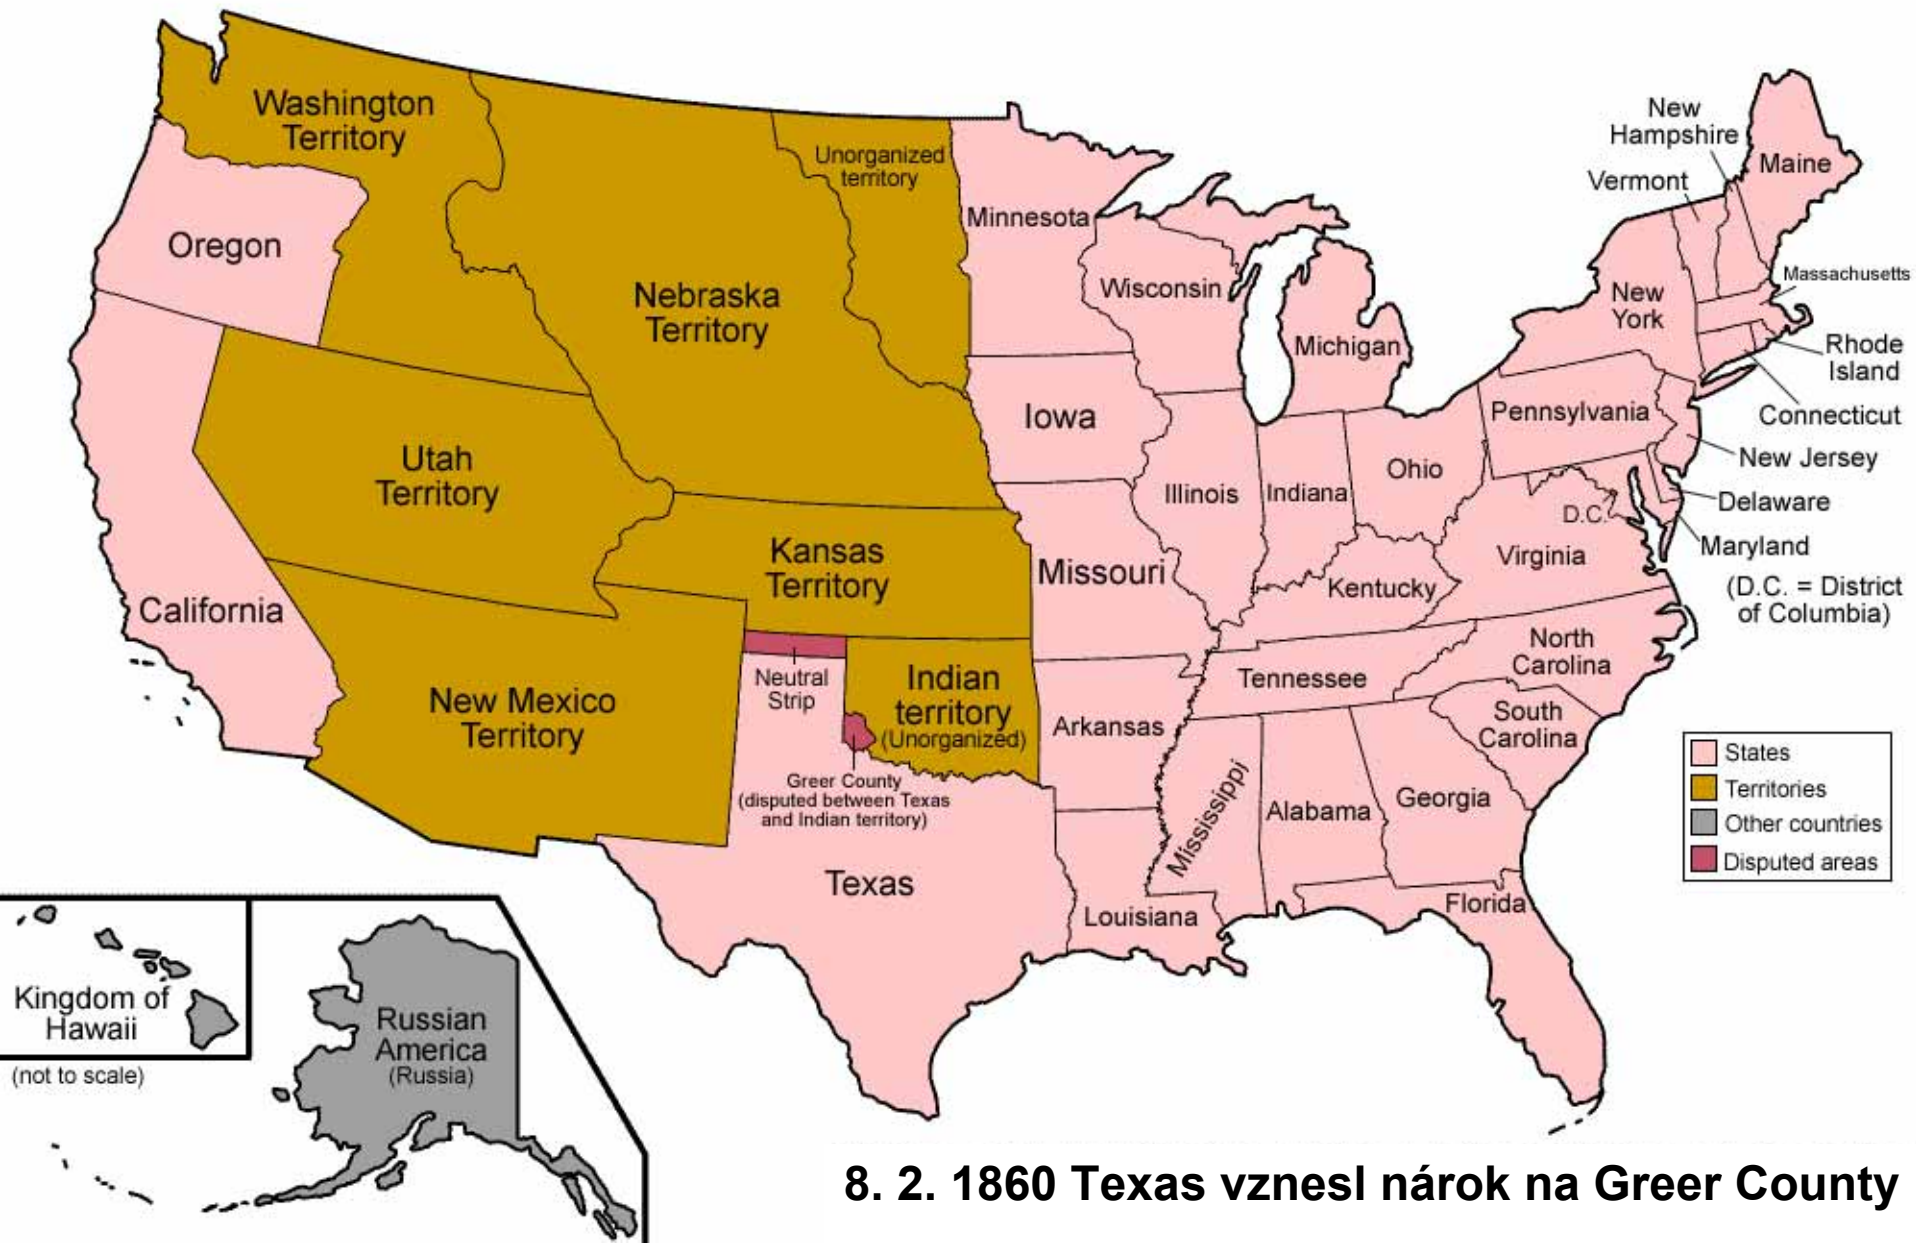 Washington
Territory
Oregon
Nebraska
Territory
Unorganized
territory
Minnesota
Wisconsin
Michigan
New
Hampshire
Vermont
Maine
Massachusetts
New
York
Rhode
Island
Connecticut
Pennsylvania
New Jersey
Delaware
Maryland
(D.C. = District
of Columbia)
D.C.
Iowa
Illinois
Indiana
Ohio
Utah
Territory
Kansas
Territory
Missouri
Kentucky
Virginia
California
New Mexico
Territory
Neutral
Strip
Indian
territory
(Unorganized)
Greer County
(disputed between Texas
and Indian territory)
Arkansas
Tennessee
North
Carolina
South
Carolina
Mississippi
Alabama
Georgia
Texas
Louisiana
Florida
States
Territories
Other countries
Disputed areas
Kingdom of
Hawaii
(not to scale)
Russian
America
(Russia)
8. 2. 1860 Texas vznesl nárok na Greer County